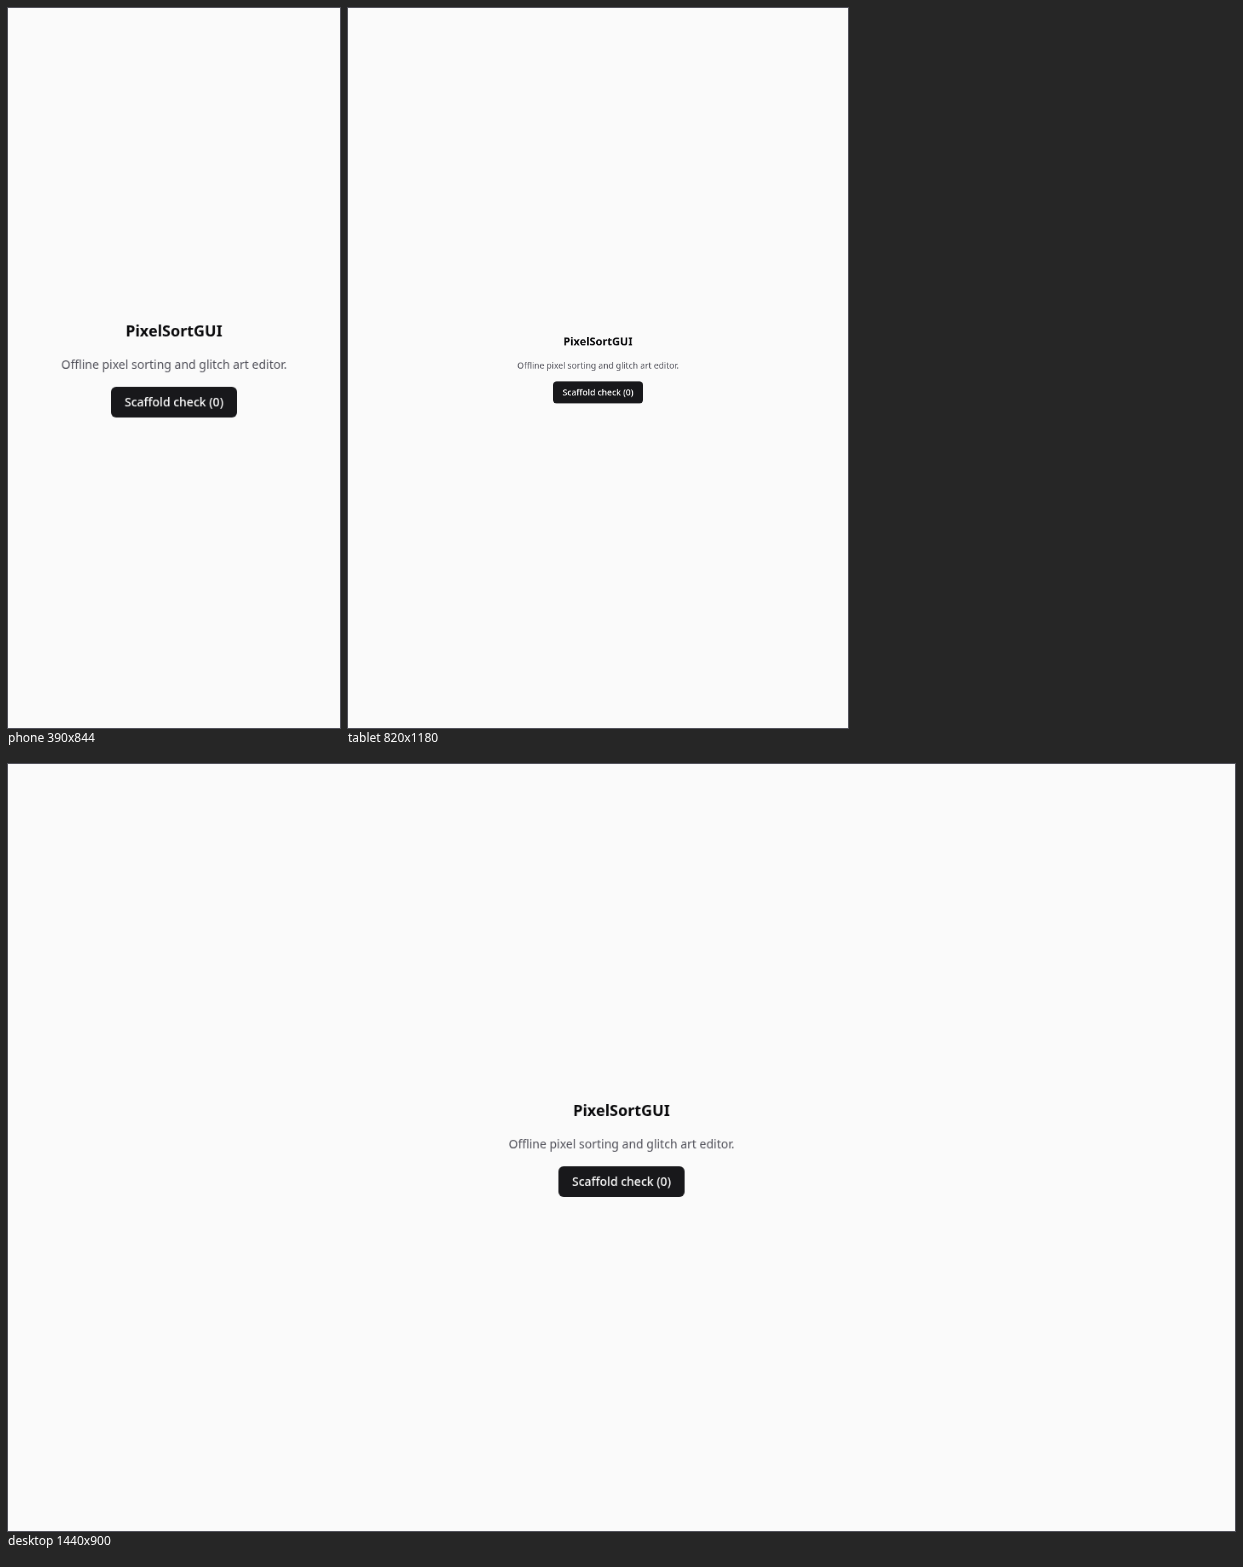 PixelSortGUI
Offline pixel sorting and glitch art editor.
Scaffold check (0)
phone 390x844
PixelSortGUI
Offline pixel sorting and glitch art editor.
Scaffold check (0)
tablet 820x1180
PixelSortGUI
Offline pixel sorting and glitch art editor.
Scaffold check (0)
desktop 1440x900